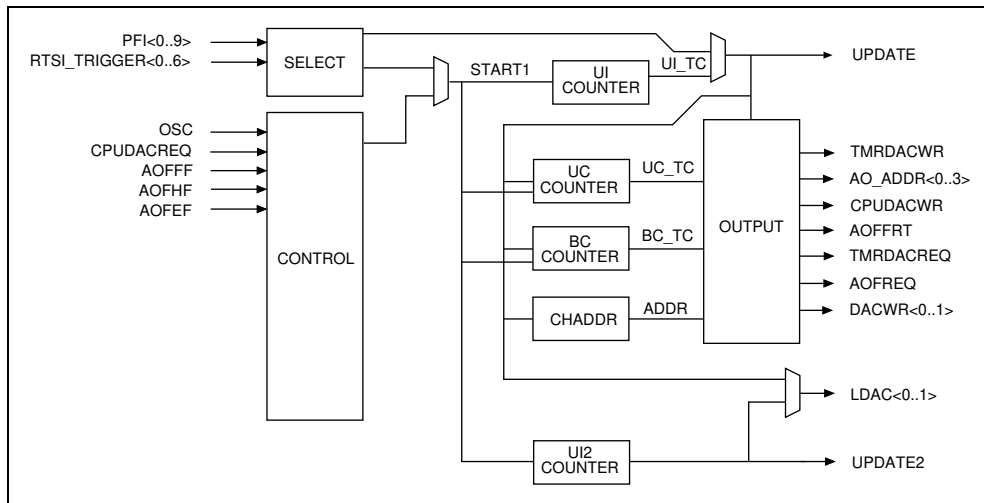 PFI<0..9>
RTSI_TRIGGER<0..6>
SELECT
START1
UI
COUNTER
UI_TC
UPDATE
OSC
CPUDACREQ
AOFFF
AOFHF
AOFEF
CONTROL
UC
COUNTER
UC_TC
BC
COUNTER
BC_TC
CHADDR
ADDR
OUTPUT
TMRDACWR
AO_ADDR<0..3>
CPUDACWR
AOFFRT
TMRDACREQ
AOFREQ
DACWR<0..1>
LDAC<0..1>
UI2
COUNTER
UPDATE2